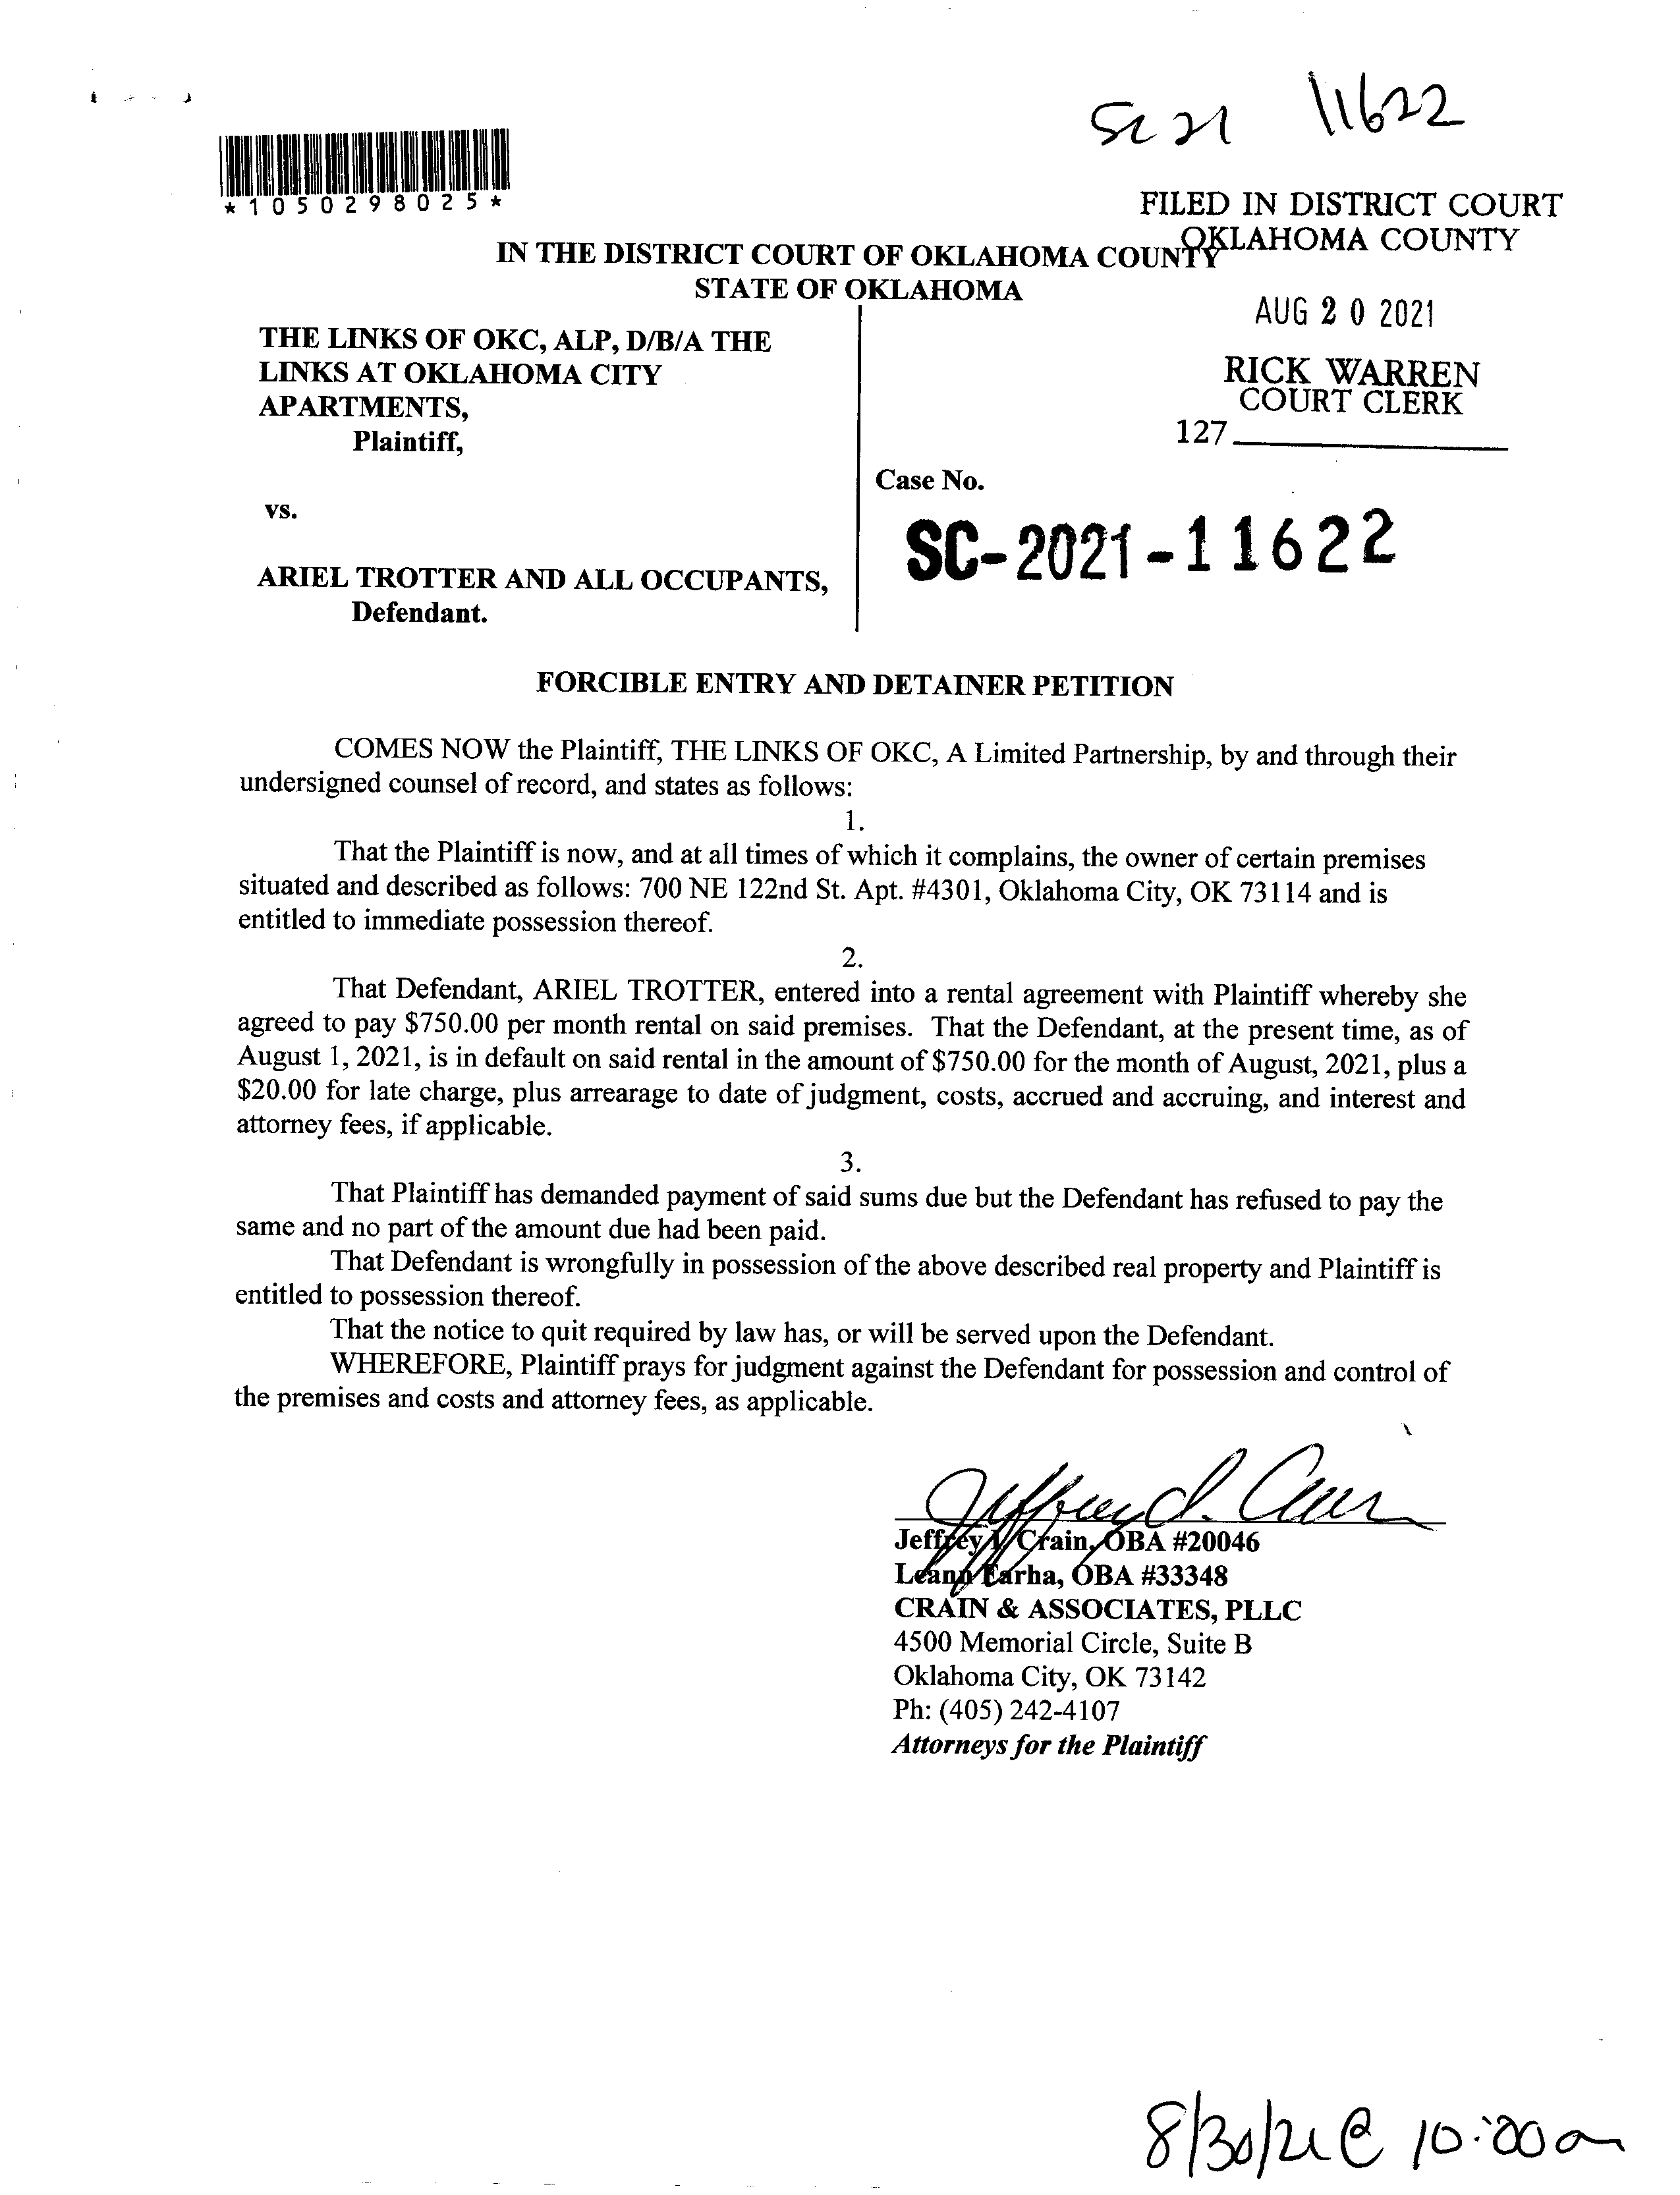 SC 21 11622
*1050298025*
FILED IN DISTRICT COURT
OKLAHOMA COUNTY
IN THE DISTRICT COURT OF OKLAHOMA COUNTY
STATE OF OKLAHOMA
AUG 20 2021
RICK WARREN
COURT CLERK
127
THE LINKS OF OKC, ALP, D/B/A THE
LINKS AT OKLAHOMA CITY
APARTMENTS,
Plaintiff,
vs.
ARIEL TROTTER AND ALL OCCUPANTS,
Defendant.
Case No.
SC-2021-11622
FORCIBLE ENTRY AND DETAINER PETITION
COMES NOW the Plaintiff, THE LINKS OF OKC, A Limited Partnership, by and through their
undersigned counsel of record, and states as follows:
1.
That the Plaintiff is now, and at all times of which it complains, the owner of certain premises
situated and described as follows: 700 NE 122nd St. Apt. #4301, Oklahoma City, OK 73114 and is
entitled to immediate possession thereof.
2.
That Defendant, ARIEL TROTTER, entered into a rental agreement with Plaintiff whereby she
agreed to pay $750.00 per month rental on said premises. That the Defendant, at the present time, as of
August 1, 2021, is in default on said rental in the amount of $750.00 for the month of August, 2021, plus a
$20.00 for late charge, plus arrearage to date of judgment, costs, accrued and accruing, and interest and
attorney fees, if applicable.
3.
That Plaintiff has demanded payment of said sums due but the Defendant has refused to pay the
same and no part of the amount due had been paid.
That Defendant is wrongfully in possession of the above described real property and Plaintiff is
entitled to possession thereof.
That the notice to quit required by law has, or will be served upon the Defendant.
WHEREFORE, Plaintiff prays for judgment against the Defendant for possession and control of
the premises and costs and attorney fees, as applicable.
Jeffrey I. Crain
Jeffrey I. Crain, OBA #20046
Leann Earha, OBA #33348
CRAIN & ASSOCIATES, PLLC
4500 Memorial Circle, Suite B
Oklahoma City, OK 73142
Ph: (405) 242-4107
Attorneys for the Plaintiff
8/30/21 @ 10:00a